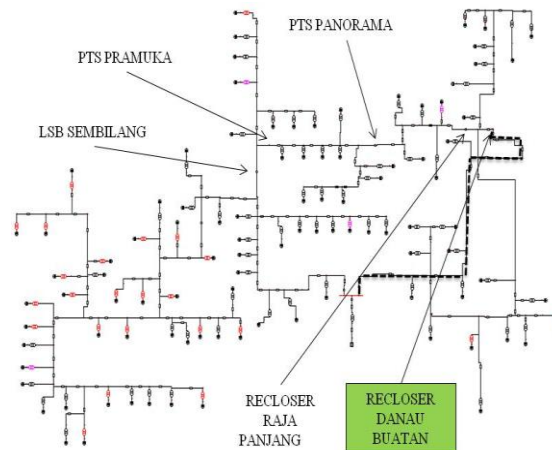 PTS PANORAMA
PTS PRAMUKA
LSB SEMBILANG
RECLOSER
RAJA
PANJANG
RECLOSER
DANAU
BUATAN